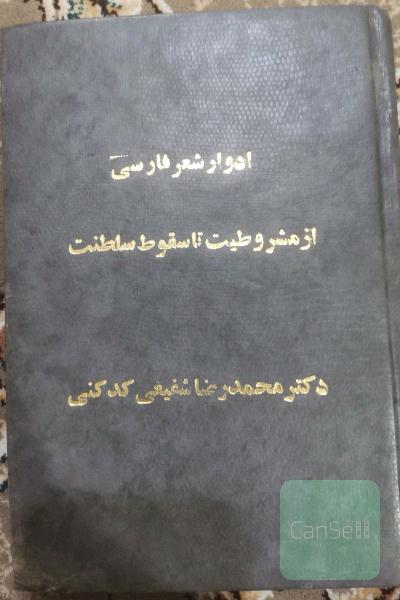 ادوار شعر فارسی
از مشروطیت تا سقوط سلطنت
دکتر محمدرضا شفیعی کدکنی
CanSell